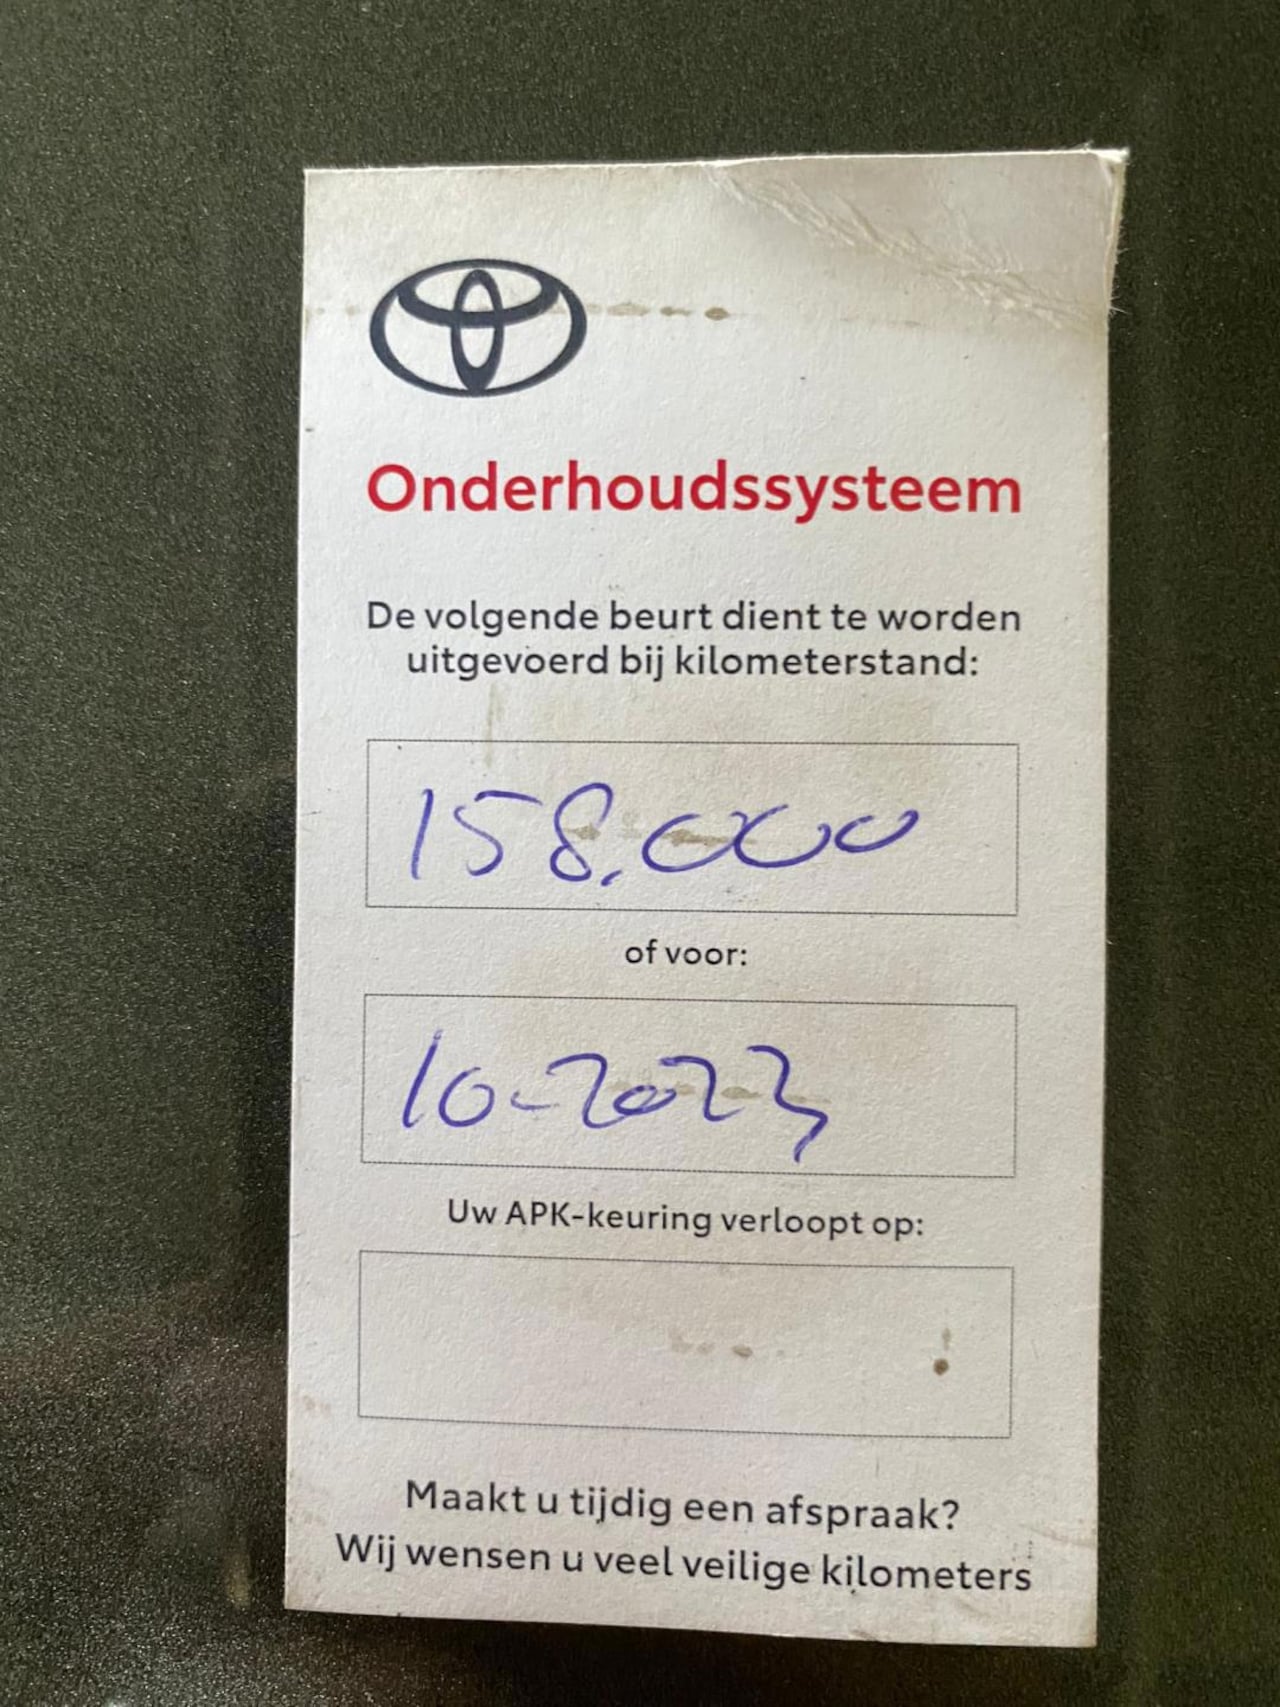 Onderhoudssysteem
De volgende beurt dient te worden
uitgevoerd bij kilometerstand:
158.000
of voor:
10-2023
Uw APK-keuring verloopt op:
Maakt u tijdig een afspraak?
Wij wensen u veel veilige kilometers